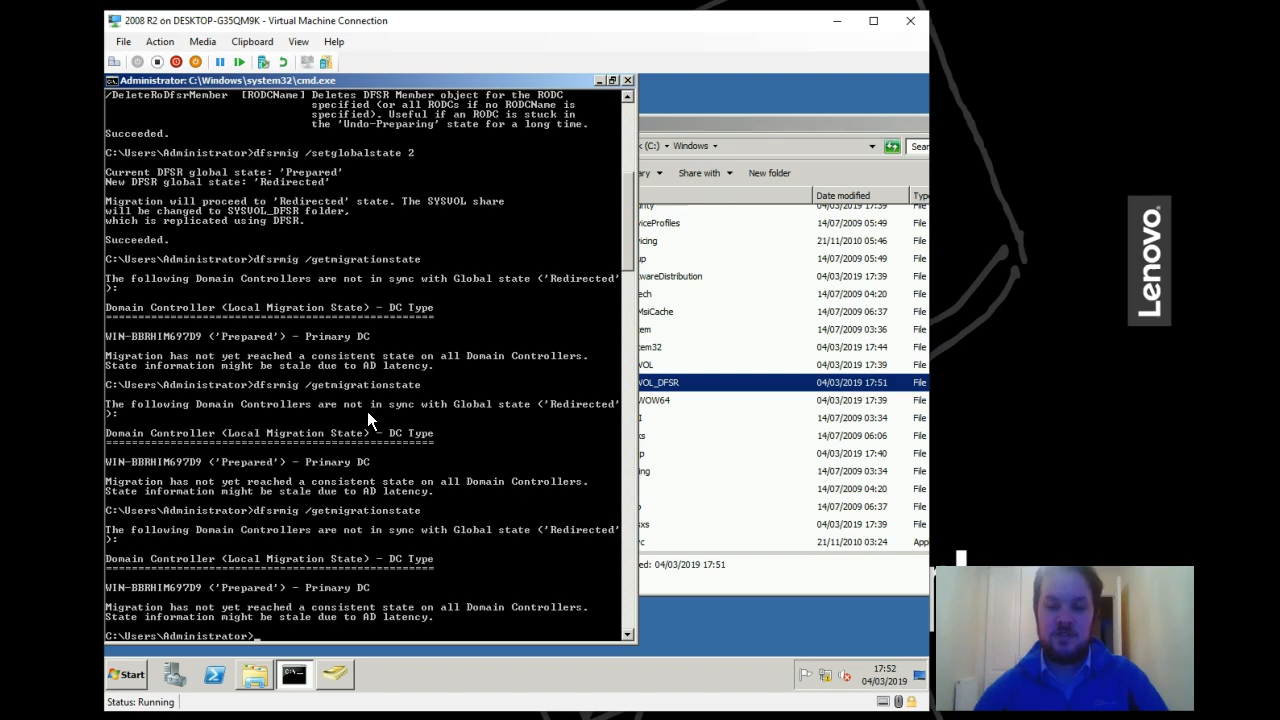 2008 R2 on DESKTOP-G35QM9K - Virtual Machine Connection
File Action Media Clipboard View Help
Administrator: C:\Windows\system32\cmd.exe
/DeleteRoDfsrMember [RODCName] Deletes DFSR Member object for the RODC
specified (or all RODCs if no RODCName is
specified). Useful if an RODC is stuck in
the 'Undo-Preparing' state for a long time.
Succeeded.
C:\Users\Administrator>dfsrmig /setglobalstate 2
Current DFSR global state: 'Prepared'
New DFSR global state: 'Redirected'
Migration will proceed to 'Redirected' state. The SYSVOL share
will be changed to SYSVOL_DFSR folder,
which is replicated using DFSR.
Succeeded.
C:\Users\Administrator>dfsrmig /getmigrationstate
The following Domain Controllers are not in sync with Global state ('Redirected'
):
Domain Controller (Local Migration State) - DC Type
===================================================
WIN-BBRHIM697D9 ('Prepared') - Primary DC
Migration has not yet reached a consistent state on all Domain Controllers.
State information might be stale due to AD latency.
C:\Users\Administrator>dfsrmig /getmigrationstate
The following Domain Controllers are not in sync with Global state ('Redirected'
):
Domain Controller (Local Migration State) - DC Type
===================================================
WIN-BBRHIM697D9 ('Prepared') - Primary DC
Migration has not yet reached a consistent state on all Domain Controllers.
State information might be stale due to AD latency.
C:\Users\Administrator>dfsrmig /getmigrationstate
The following Domain Controllers are not in sync with Global state ('Redirected'
):
Domain Controller (Local Migration State) - DC Type
===================================================
WIN-BBRHIM697D9 ('Prepared') - Primary DC
Migration has not yet reached a consistent state on all Domain Controllers.
State information might be stale due to AD latency.
C:\Users\Administrator>_
k (C:) Windows Sear
ary Share with New folder
Date modified Type
urity 04/03/2019 17:39 File
viceProfiles 14/07/2009 05:49 File
vicing 21/11/2010 05:46 File
up 14/07/2009 05:49 File
twareDistribution 04/03/2019 17:39 File
ech 14/07/2009 04:20 File
MsiCache 14/07/2009 06:37 File
em 14/07/2009 03:36 File
tem32 04/03/2019 17:44 File
VOL 04/03/2019 17:39 File
VOL_DFSR 04/03/2019 17:51 File
WOW64 04/03/2019 17:39 File
I 14/07/2009 03:34 File
ks 14/07/2009 06:06 File
p 04/03/2019 17:40 File
ing 14/07/2009 03:34 File
14/07/2009 04:20 File
o 14/07/2009 06:37 File
sxs 04/03/2019 17:39 File
c 21/11/2010 03:24 App
ed: 04/03/2019 17:51
Start
17:52
04/03/2019
Status: Running
Lenovo